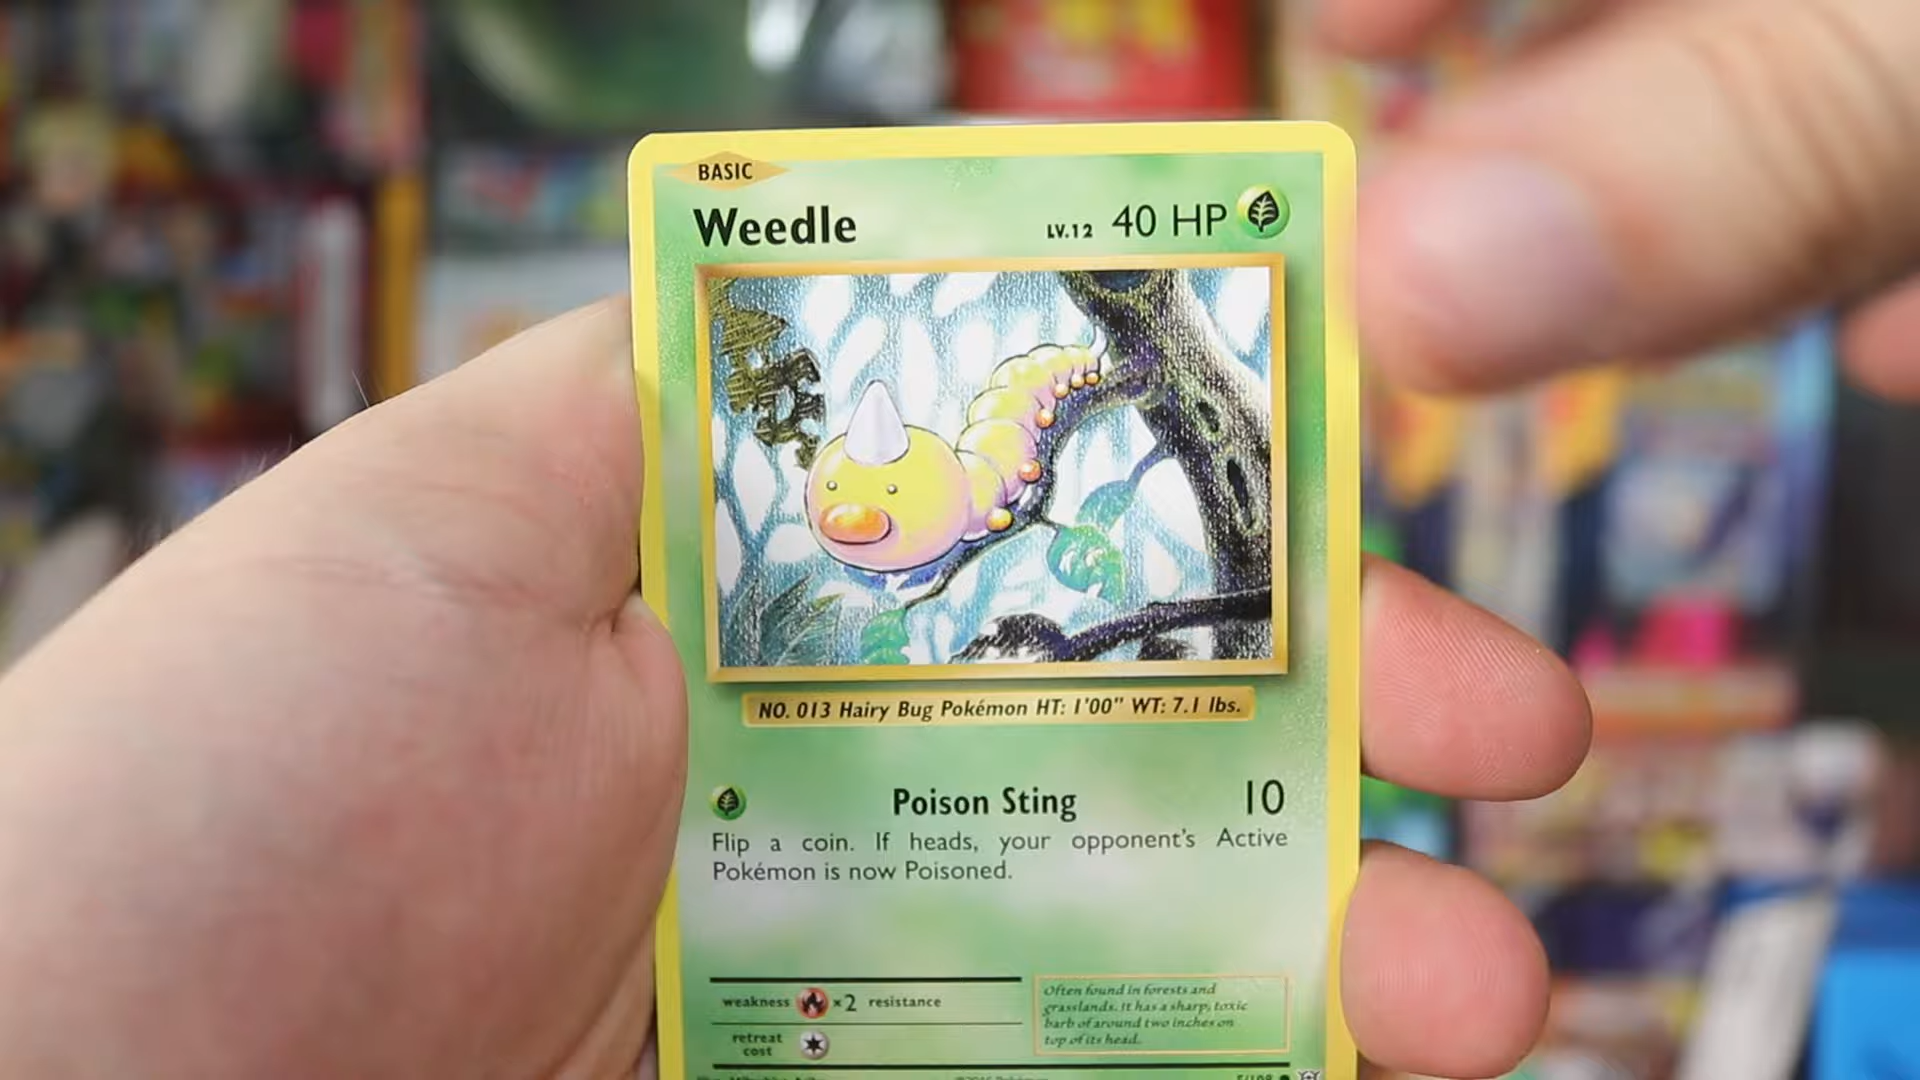 BASIC
Weedle LV.12 40 HP
NO. 013 Hairy Bug Pokémon HT: 1'00" WT: 7.1 lbs.
Poison Sting 10
Flip a coin. If heads, your opponent's Active
Pokémon is now Poisoned.
weakness ×2 resistance
retreat
cost
Often found in forests and
grasslands. It has a sharp, toxic
barb of around two inches on
top of its head.
5/108